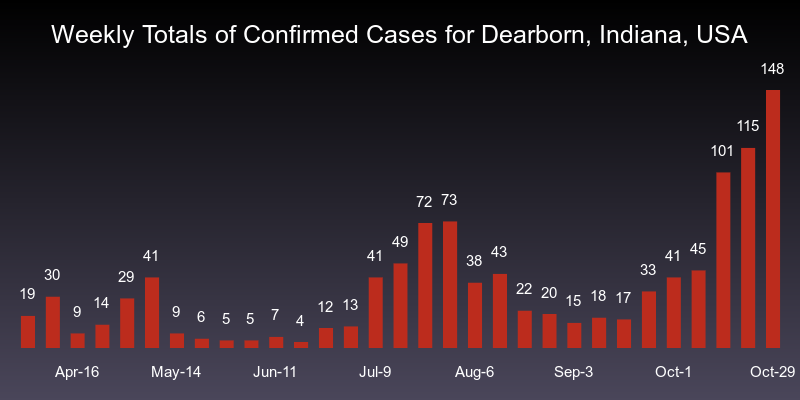 Weekly Totals of Confirmed Cases for Dearborn, Indiana, USA
19 30 9 14 29 41 9 6 5 5 7 4 12 13 41 49 72 73 38 43 22 20 15 18 17 33 41 45 101 115 148
Apr-16 May-14 Jun-11 Jul-9 Aug-6 Sep-3 Oct-1 Oct-29